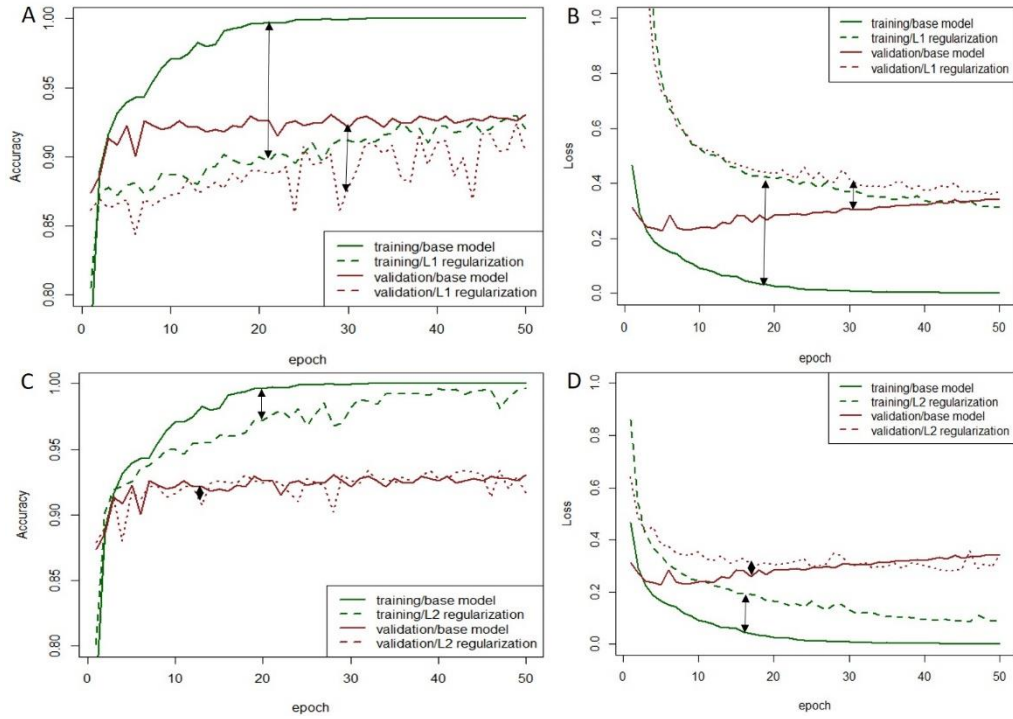 A
1.00
0.95
0.90
0.85
0.80
Accuracy
training/base model
training/L1 regularization
validation/base model
validation/L1 regularization
0 10 20 30 40 50
epoch
B
1.0
0.8
0.6
0.4
0.2
0.0
Loss
training/base model
training/L1 regularization
validation/base model
validation/L1 regularization
0 10 20 30 40 50
epoch
C
1.00
0.95
0.90
0.85
0.80
Accuracy
training/base model
training/L2 regularization
validation/base model
validation/L2 regularization
0 10 20 30 40 50
epoch
D
1.0
0.8
0.6
0.4
0.2
0.0
Loss
training/base model
training/L2 regularization
validation/base model
validation/L2 regularization
0 10 20 30 40 50
epoch